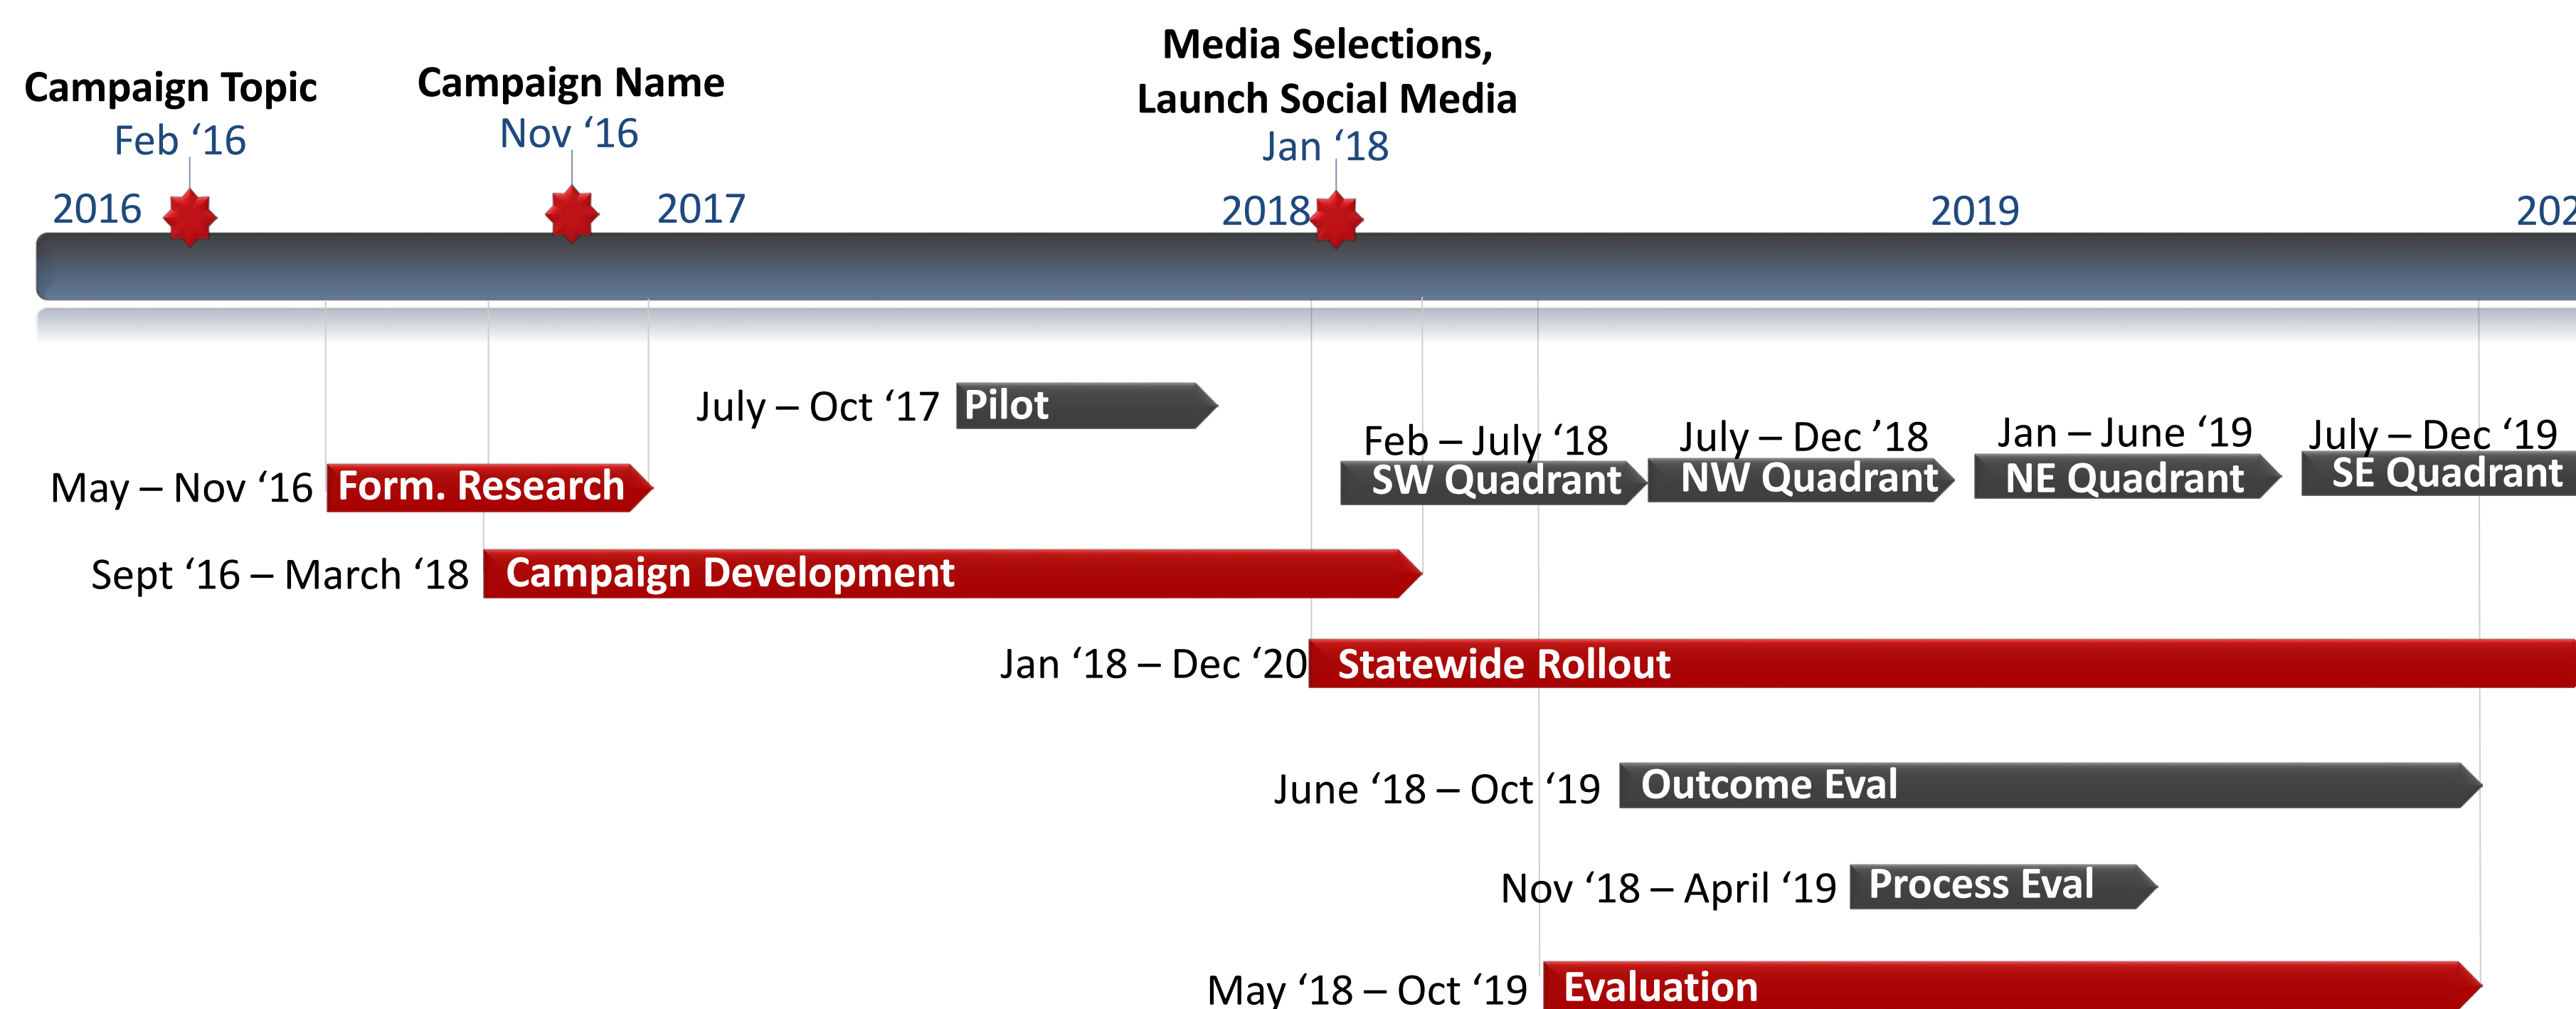 Media Selections,
Launch Social Media
Jan ‘18
Campaign Topic
Feb ‘16
Campaign Name
Nov ‘16
2016
2017
2018
2019
202
July – Oct ‘17 Pilot
Feb – July ‘18
July – Dec ’18
Jan – June ‘19
July – Dec ‘19
May – Nov ‘16 Form. Research
SW Quadrant
NW Quadrant
NE Quadrant
SE Quadrant
Sept ‘16 – March ‘18 Campaign Development
Jan ‘18 – Dec ‘20 Statewide Rollout
June ‘18 – Oct ‘19 Outcome Eval
Nov ‘18 – April ‘19 Process Eval
May ‘18 – Oct ‘19 Evaluation